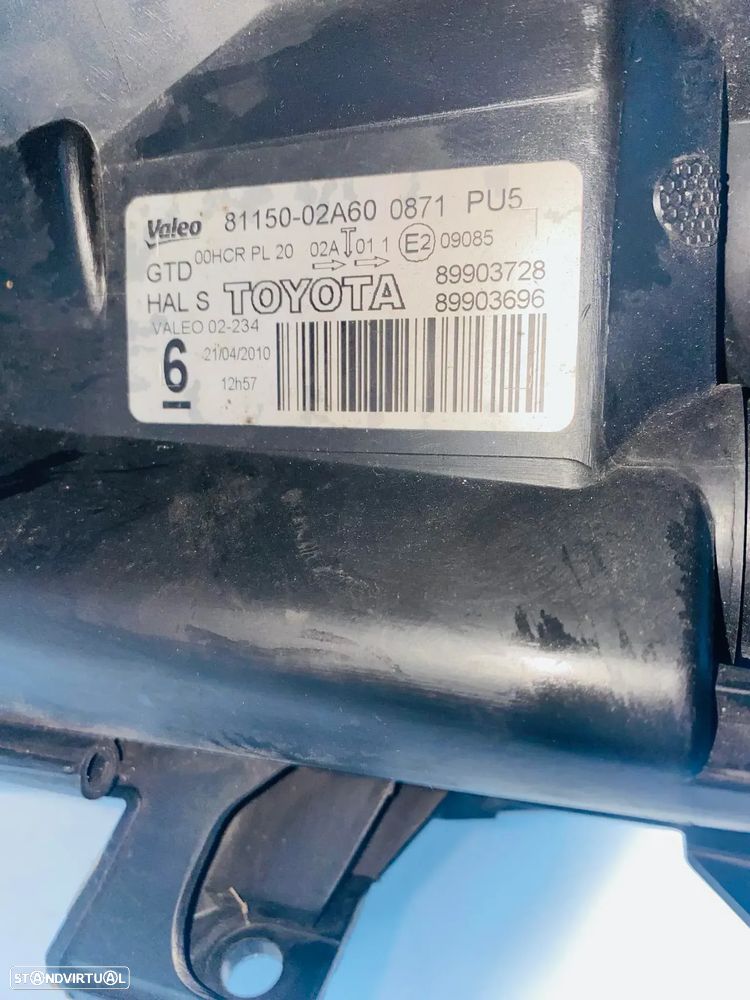 Valeo 81150-02A60 0871 PU5
00HCR PL 20 02A 01 1 E2 09085
GTD
89903728
HAL S TOYOTA 89903696
VALEO 02-234
6 21/04/2010
12h57
STANDVIRTUAL